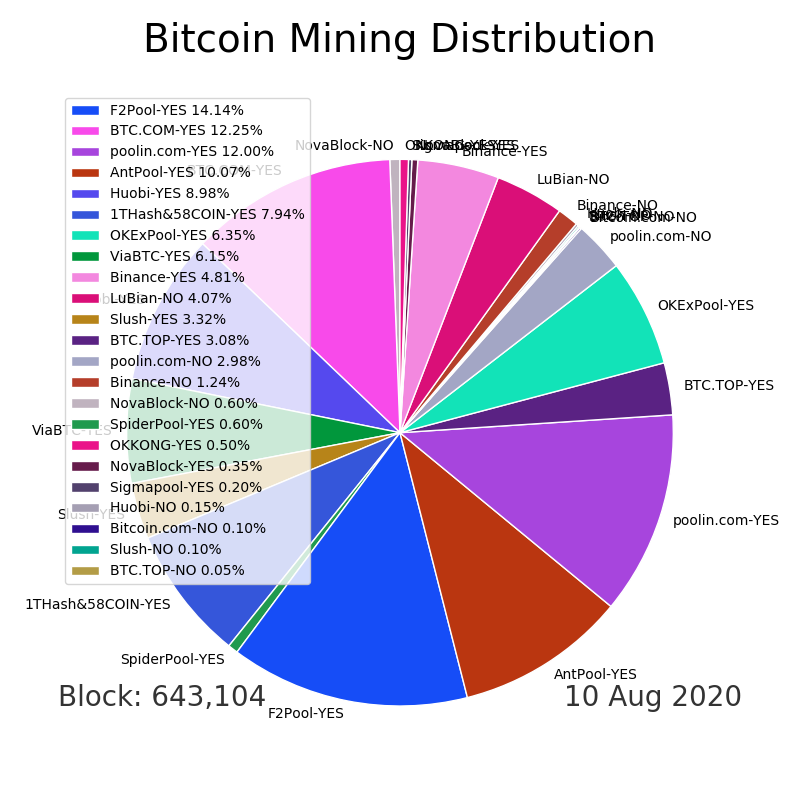 Bitcoin Mining Distribution
F2Pool-YES 14.14%
BTC.COM-YES 12.25%
poolin.com-YES 12.00%
AntPool-YES 10.07%
Huobi-YES 8.98%
1THash&58COIN-YES 7.94%
OKExPool-YES 6.35%
ViaBTC-YES 6.15%
Binance-YES 4.81%
LuBian-NO 4.07%
Slush-YES 3.32%
BTC.TOP-YES 3.08%
poolin.com-NO 2.98%
Binance-NO 1.24%
NovaBlock-NO 0.60%
SpiderPool-YES 0.60%
OKKONG-YES 0.50%
NovaBlock-YES 0.35%
Sigmapool-YES 0.20%
Huobi-NO 0.15%
Bitcoin.com-NO 0.10%
Slush-NO 0.10%
BTC.TOP-NO 0.05%
NovaBlock-NO
Binance-YES
LuBian-NO
Binance-NO
poolin.com-NO
OKExPool-YES
BTC.TOP-YES
poolin.com-YES
AntPool-YES
F2Pool-YES
SpiderPool-YES
1THash&58COIN-YES
Slush-YES
ViaBTC-YES
Block: 643,104
10 Aug 2020